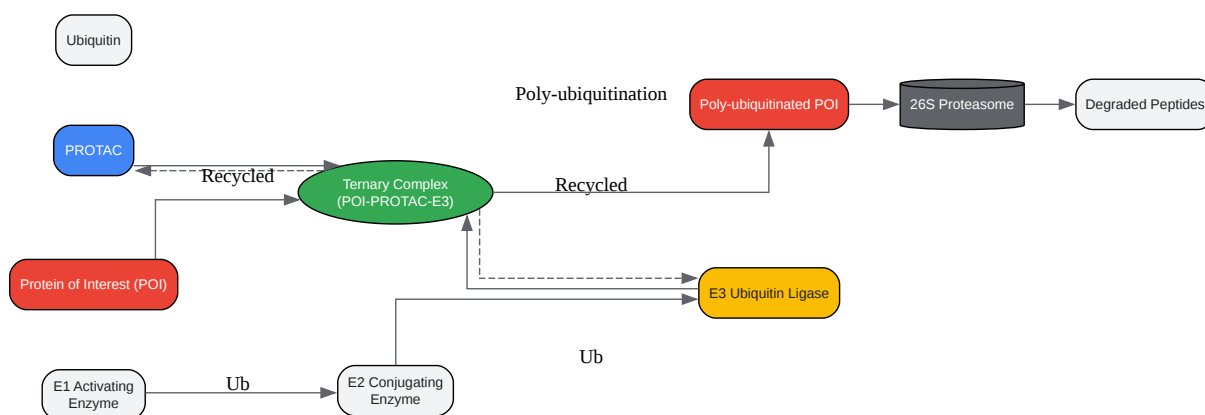 Ubiquitin
Poly-ubiquitination
Poly-ubiquitinated POI
26S Proteasome
Degraded Peptides
PROTAC
Recycled
Ternary Complex
(POI-PROTAC-E3)
Recycled
Protein of Interest (POI)
E3 Ubiquitin Ligase
Ub
E1 Activating
Enzyme
Ub
E2 Conjugating
Enzyme